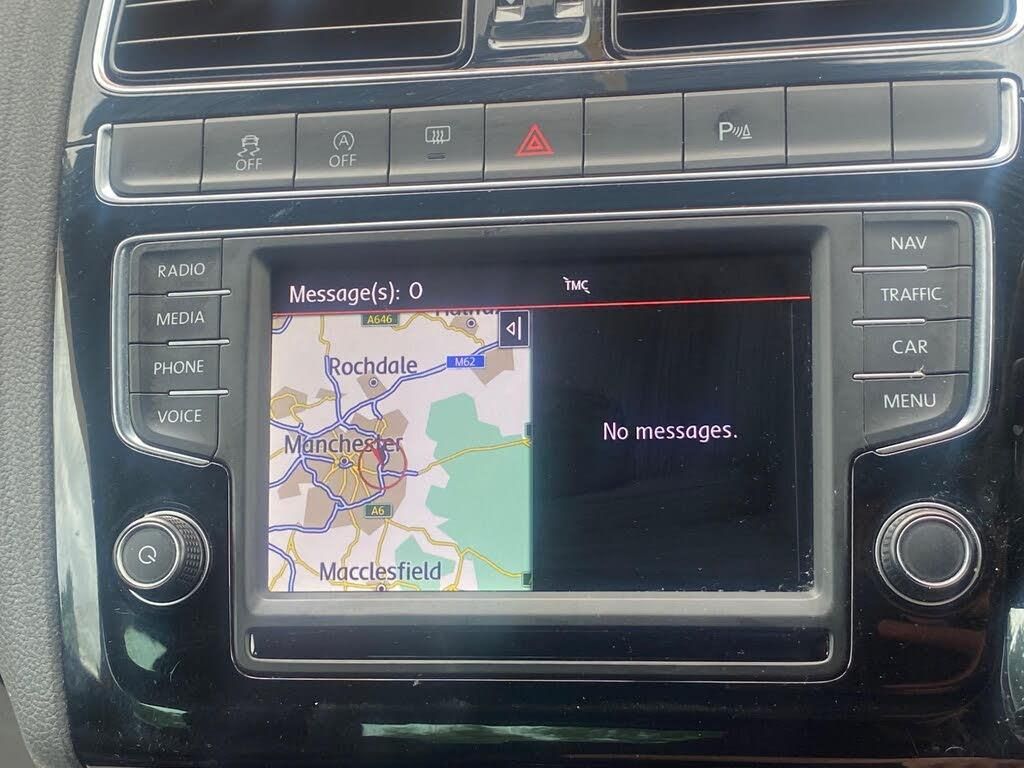 OFF
A
OFF
P
RADIO
MEDIA
PHONE
VOICE
NAV
TRAFFIC
CAR
MENU
Message(s): 0
TMC
A646
Rochdale
M62
Manchester
A6
Macclesfield
No messages.